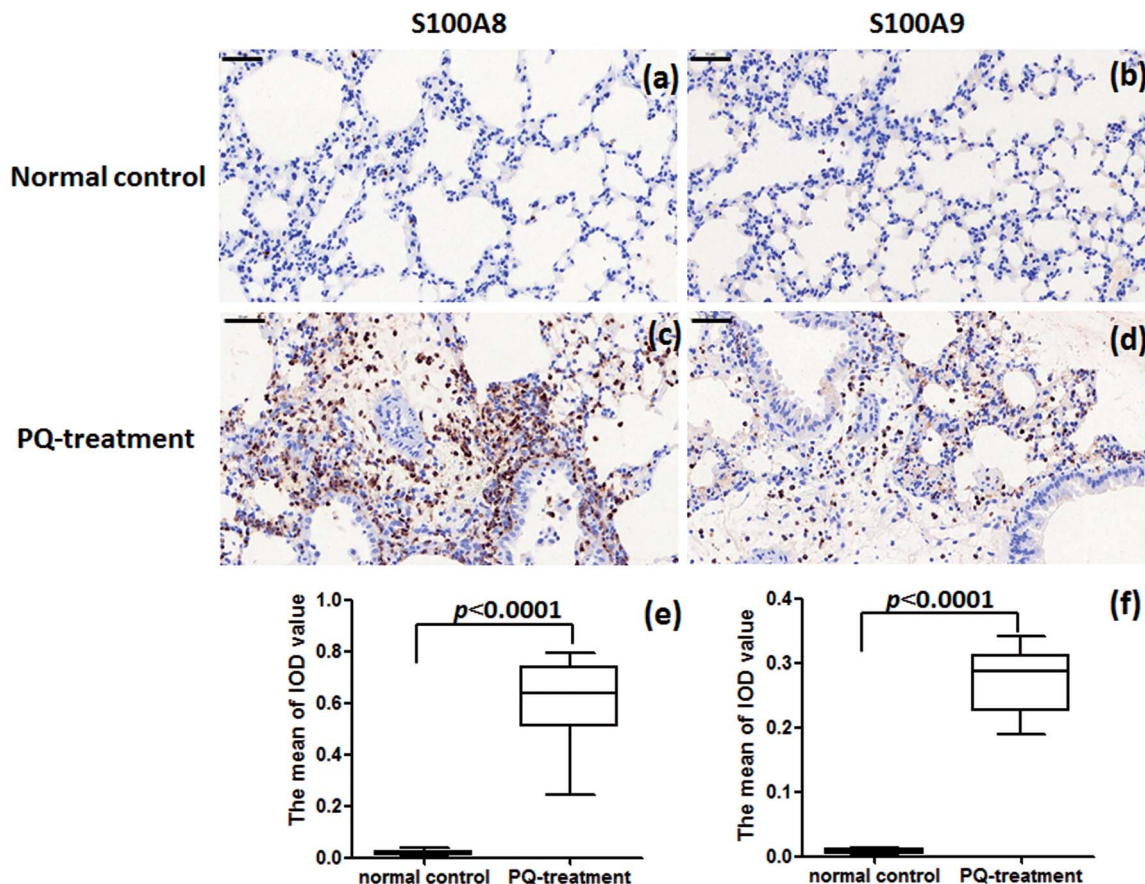 S100A8 S100A9
(a) (b)
Normal control
(c) (d)
PQ-treatment
(e) (f)
p<0.0001 p<0.0001
The mean of IOD value
1.0
0.8
0.6
0.4
0.2
0.0
normal control PQ-treatment
The mean of IOD value
0.4
0.3
0.2
0.1
0.0
normal control PQ-treatment